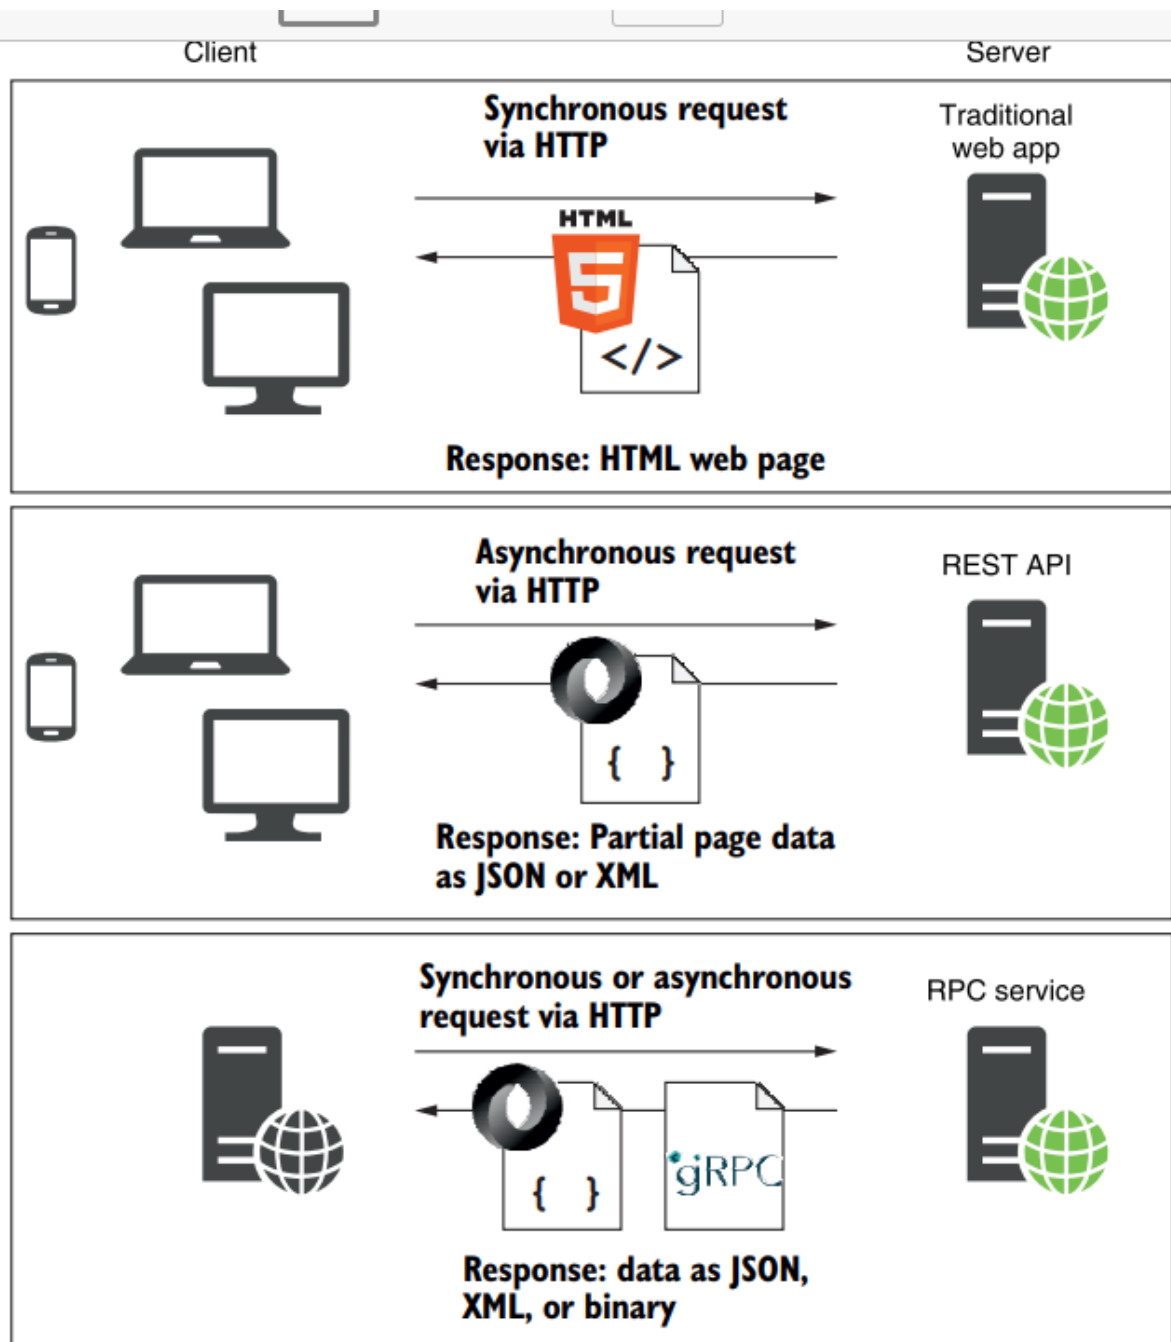 Client
Server
Synchronous request
via HTTP
Traditional
web app
HTML
5
</>
Response: HTML web page
Asynchronous request
via HTTP
REST API
{ }
Response: Partial page data
as JSON or XML
Synchronous or asynchronous
request via HTTP
RPC service
{ }
gRPC
Response: data as JSON,
XML, or binary